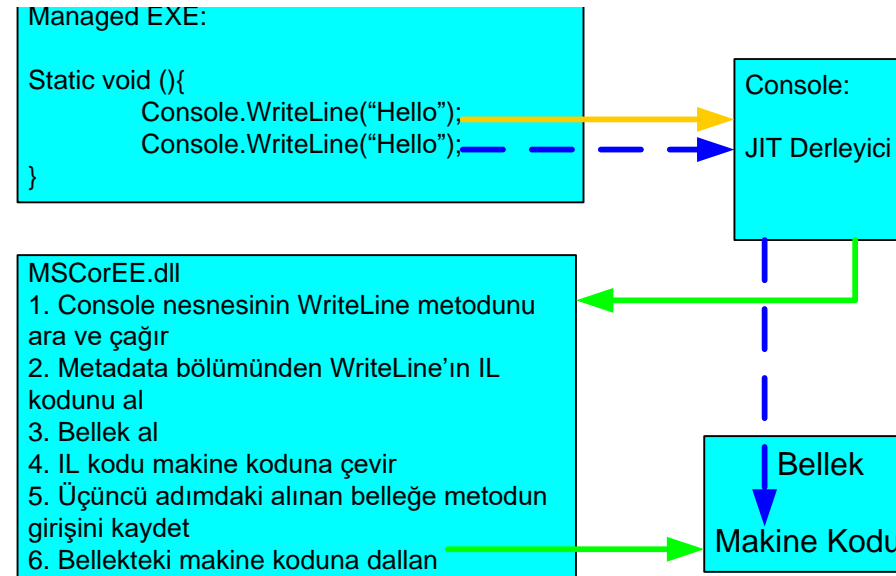 Managed EXE:
Static void (){
Console.WriteLine(“Hello”);
Console.WriteLine(“Hello”);
}
Console:
JIT Derleyici
MSCorEE.dll
1. Console nesnesinin WriteLine metodunu
ara ve çağır
2. Metadata bölümünden WriteLine’ın IL
kodunu al
3. Bellek al
4. IL kodu makine koduna çevir
5. Üçüncü adımdaki alınan belleğe metodun
girişini kaydet
6. Bellekteki makine koduna dallan
Bellek
Makine Kodu